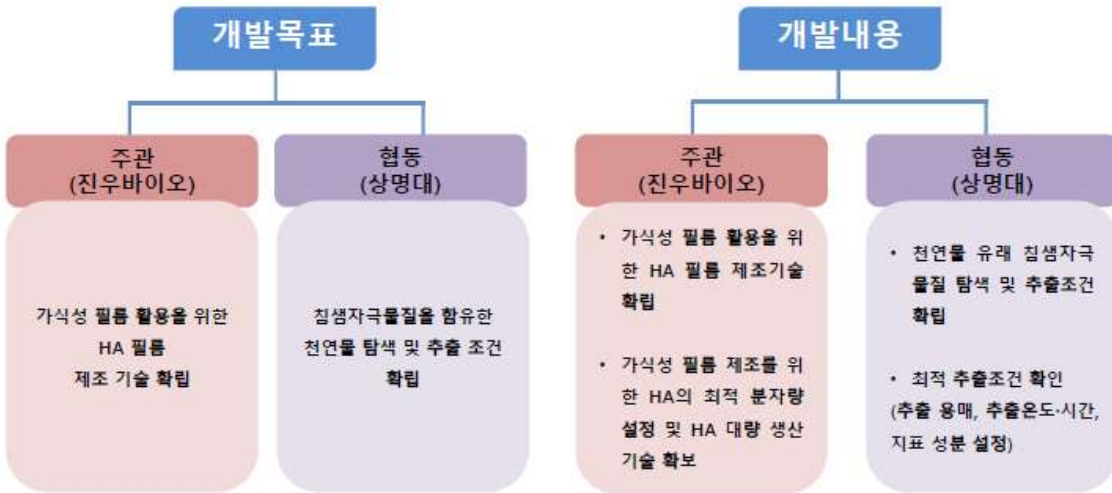 개발목표
주관
(진우바이오)
가식성 필름 활용을 위한
HA 필름
제조 기술 확립
협동
(상명대)
침샘자극물질을 함유한
천연물 탐색 및 추출 조건
확립
개발내용
주관
(진우바이오)
• 가식성 필름 활용을 위
한 HA 필름 제조기술
확립
• 가식성 필름 제조를 위
한 HA의 최적 분자량
설정 및 HA 대량 생산
기술 확보
협동
(상명대)
• 천연물 유래 침샘자극
물질 탐색 및 추출조건
확립
• 최적 추출조건 확인
(추출 용매, 추출온도·시간,
지표 성분 설정)